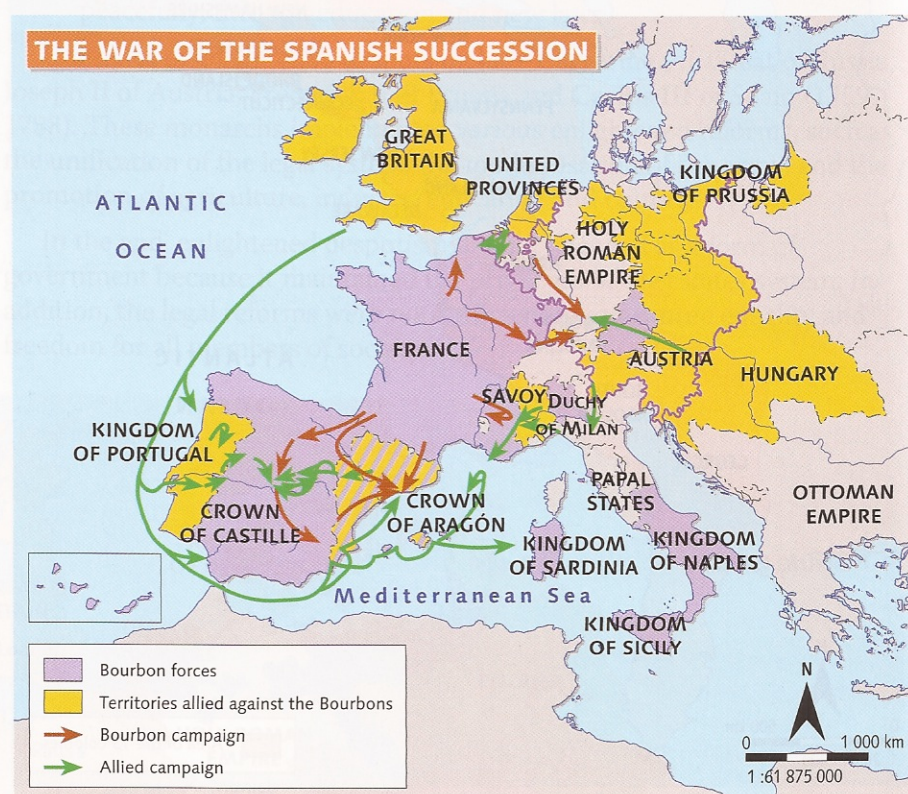 THE WAR OF THE SPANISH SUCCESSION
GREAT
BRITAIN
UNITED
PROVINCES
KINGDOM
OF PRUSSIA
ATLANTIC
OCEAN
HOLY
ROMAN
EMPIRE
FRANCE
AUSTRIA
HUNGARY
SAVOY
DUCHY
OF MILAN
KINGDOM
OF PORTUGAL
PAPAL
STATES
CROWN
OF CASTILLE
CROWN
OF ARAGÓN
OTTOMAN
EMPIRE
KINGDOM
OF SARDINIA
KINGDOM
OF NAPLES
Mediterranean Sea
KINGDOM
OF SICILY
Bourbon forces
Territories allied against the Bourbons
Bourbon campaign
Allied campaign
N
0 1 000 km
1 :61 875 000